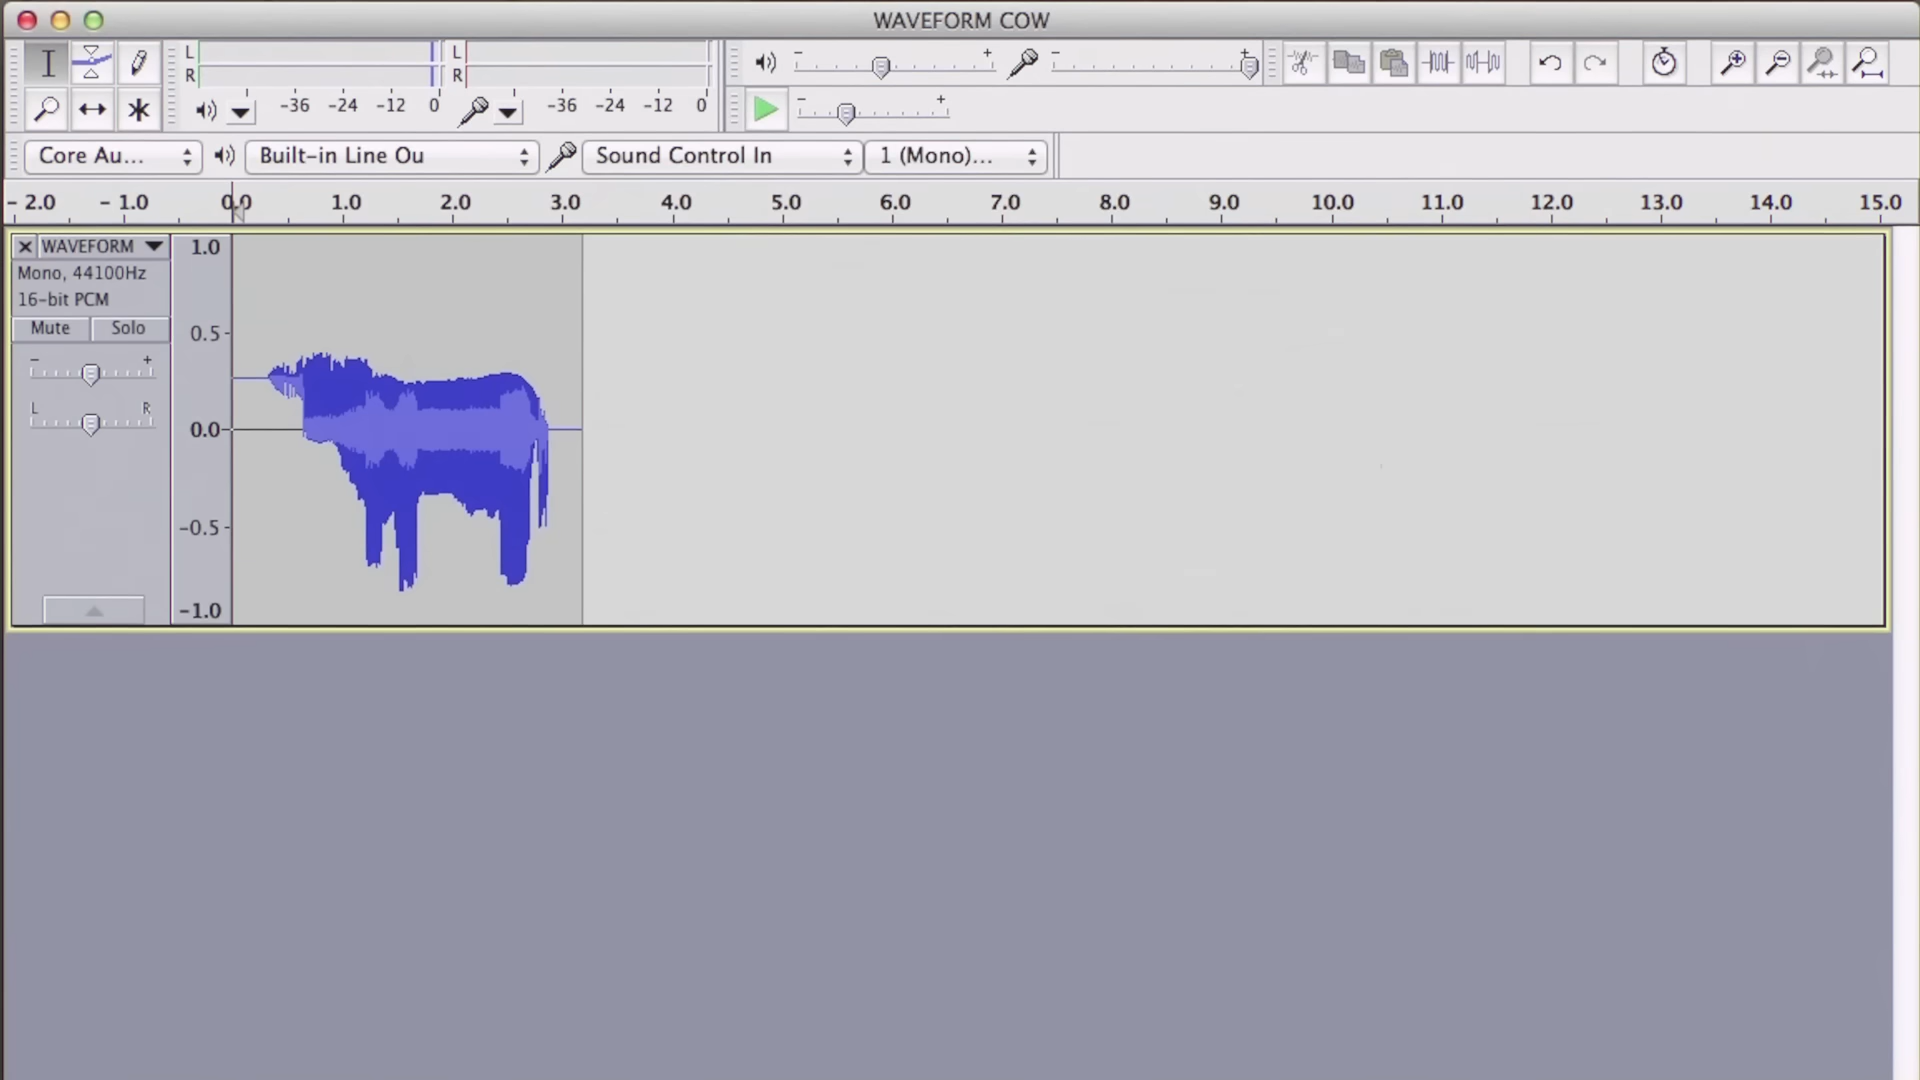 WAVEFORM COW
L
R
-36 -24 -12 0
L
R
-36 -24 -12 0
Core Au...
Built-in Line Ou
Sound Control In
1 (Mono)...
- 2.0 - 1.0 0.0 1.0 2.0 3.0 4.0 5.0 6.0 7.0 8.0 9.0 10.0 11.0 12.0 13.0 14.0 15.0
WAVEFORM
Mono, 44100Hz
16-bit PCM
Mute Solo
- +
L R
1.0
0.5
0.0
-0.5
-1.0